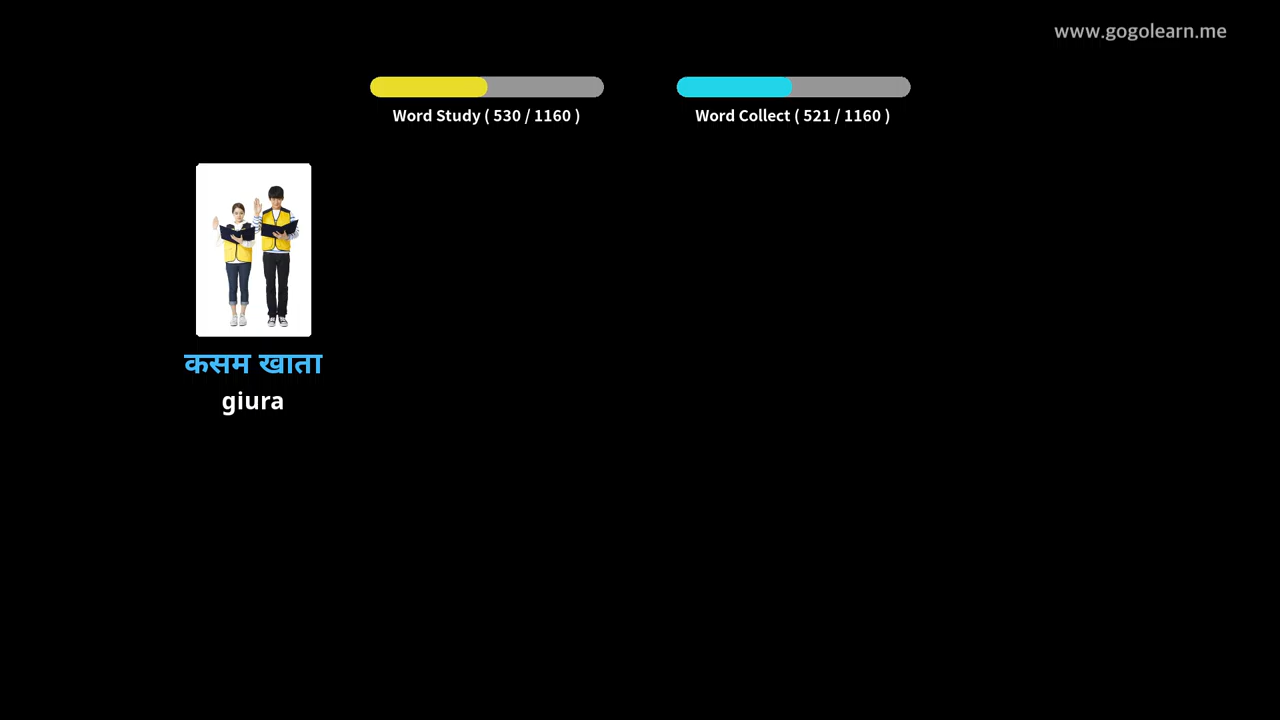 www.gogolearn.me
Word Study ( 530 / 1160 )
Word Collect ( 521 / 1160 )
कसम खाता
giura